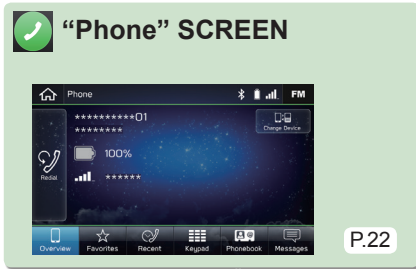 “Phone” SCREEN
Phone
FM
**********01
********
Change Device
100%
Redial
******
Overview
Favorites
Recent
Keypad
Phonebook
Messages
P.22